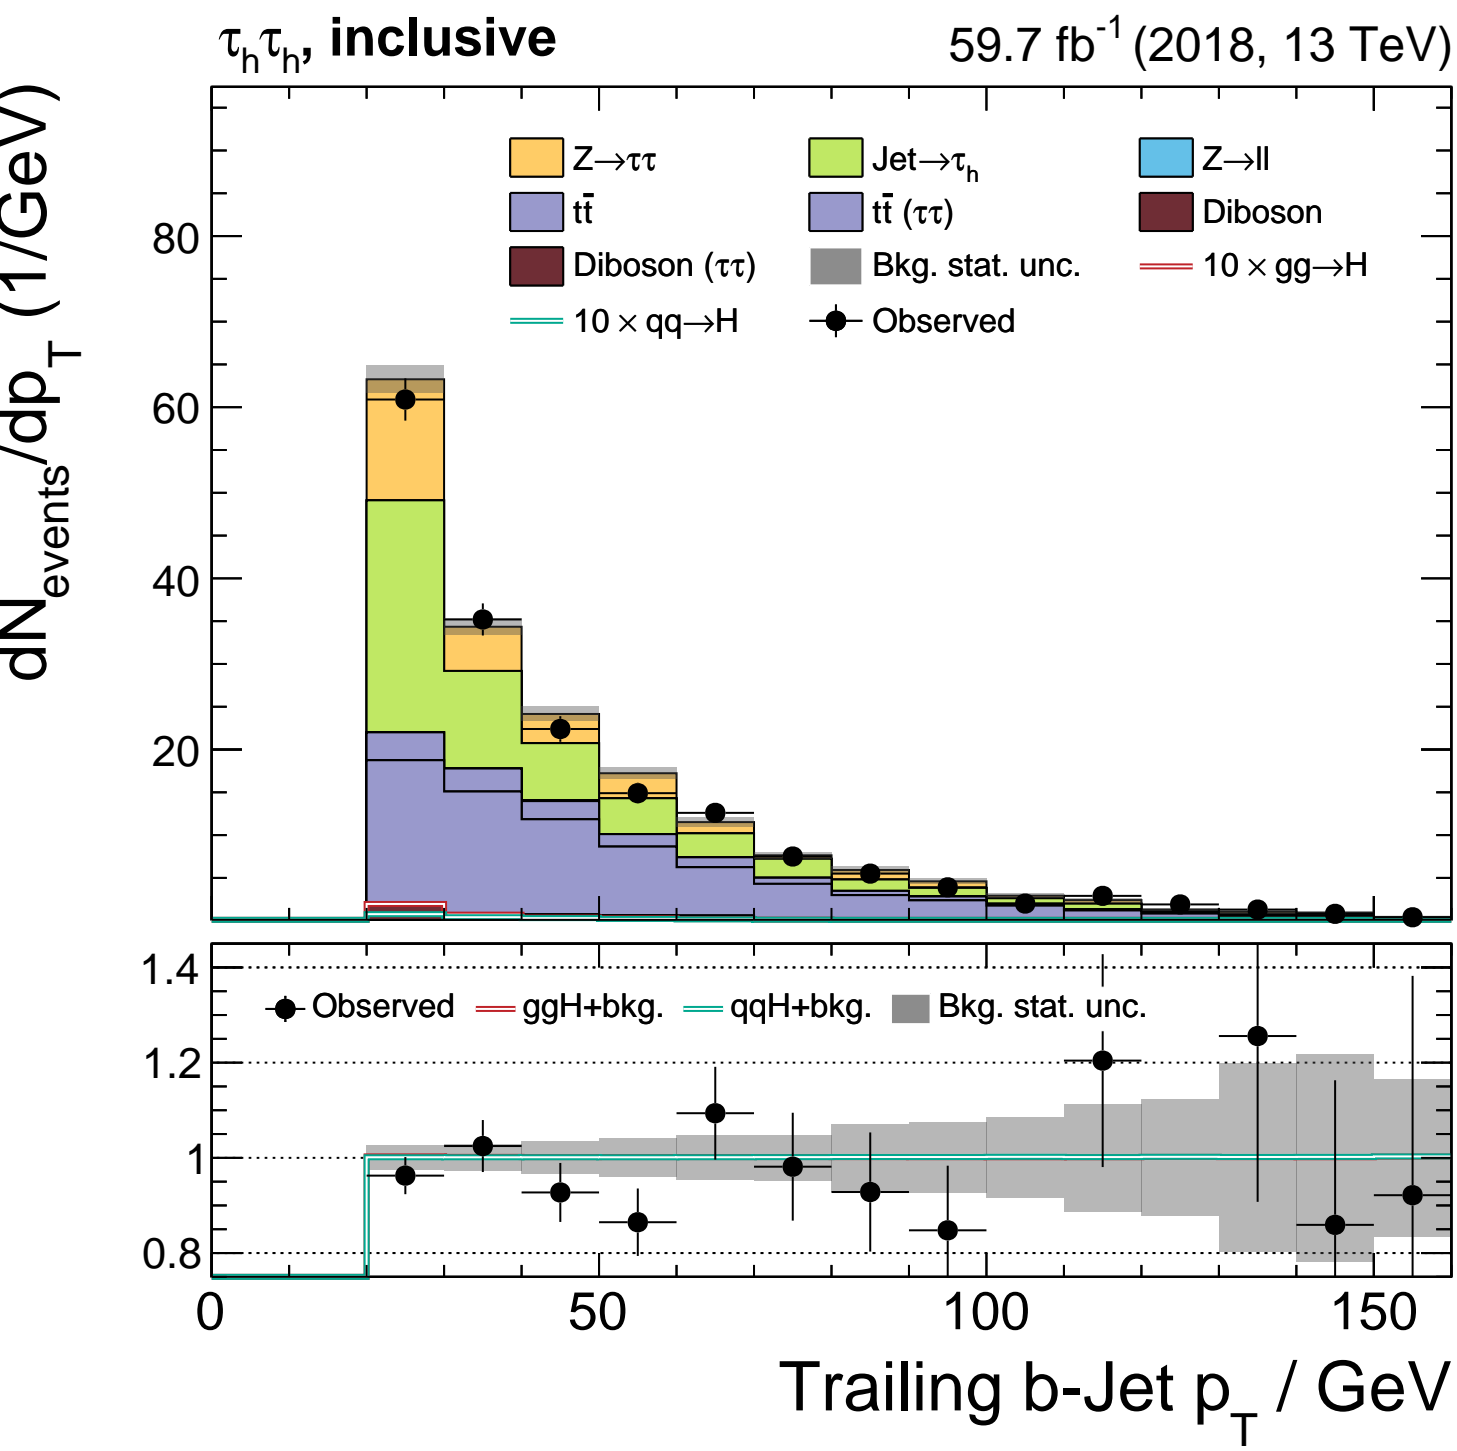 τhτh, inclusive 59.7 fb-1 (2018, 13 TeV)
dNevents/dpT (1/GeV)
Z→ττ Jet→τh Z→ll
tt̄ tt̄ (ττ) Diboson
Diboson (ττ) Bkg. stat. unc. 10 × gg→H
10 × qq→H Observed
80
60
40
20
1.4
Observed ggH+bkg. qqH+bkg. Bkg. stat. unc.
1.2
1
0.8
0 50 100 150
Trailing b-Jet pT / GeV